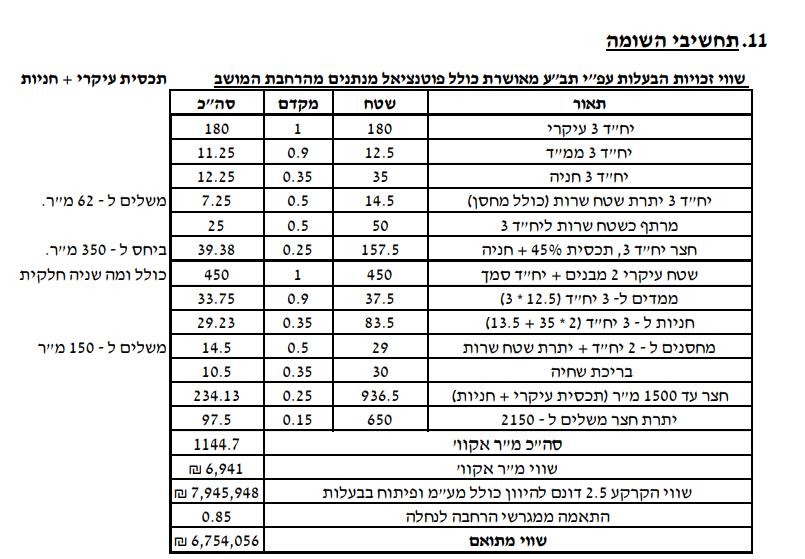 11. תחשיבי השומה
שווי זכויות הבעלות עפ״י תב״ע מאושרת כולל פוטנציאל מנתנים מהרחבת המושב תכסית עיקרי + חניות
תאור שטח מקדם סה״כ
יח״ד 3 עיקרי 180 1 180
יח״ד 3 ממ״ד 12.5 0.9 11.25
יח״ד 3 חניה 35 0.35 12.25
יח״ד 3 יתרת שטח שרות (כולל מחסן) 14.5 0.5 7.25 משלים ל - 62 מ״ר.
מרתף כשטח שרות ליח״ד 3 50 0.5 25
חצר יח״ד 3, תכסית 45% + חניה 157.5 0.25 39.38 ביחס ל - 350 מ״ר.
שטח עיקרי 2 מבנים + יח״ד סמך 450 1 450 כולל ומה שניה חלקית
ממדים ל- 3 יח״ד (12.5 * 3) 37.5 0.9 33.75
חניות ל - 3 יח״ד (2 * 35 + 13.5) 83.5 0.35 29.23
מחסנים ל - 2 יח״ד + יתרת שטח שרות 29 0.5 14.5 משלים ל - 150 מ״ר
בריכת שחיה 30 0.35 10.5
חצר עד 1500 מ״ר (תכסית עיקרי + חניות) 936.5 0.25 234.13
יתרת חצר משלים ל - 2150 650 0.15 97.5
סה״כ מ״ר אקוו׳ 1144.7
שווי מ״ר אקוו׳ 6,941 ₪
שווי הקרקע 2.5 דונם להיוון כולל מע״מ ופיתוח בבעלות 7,945,948 ₪
התאמה ממגרשי הרחבה לנחלה 0.85
שווי מתואם 6,754,056 ₪